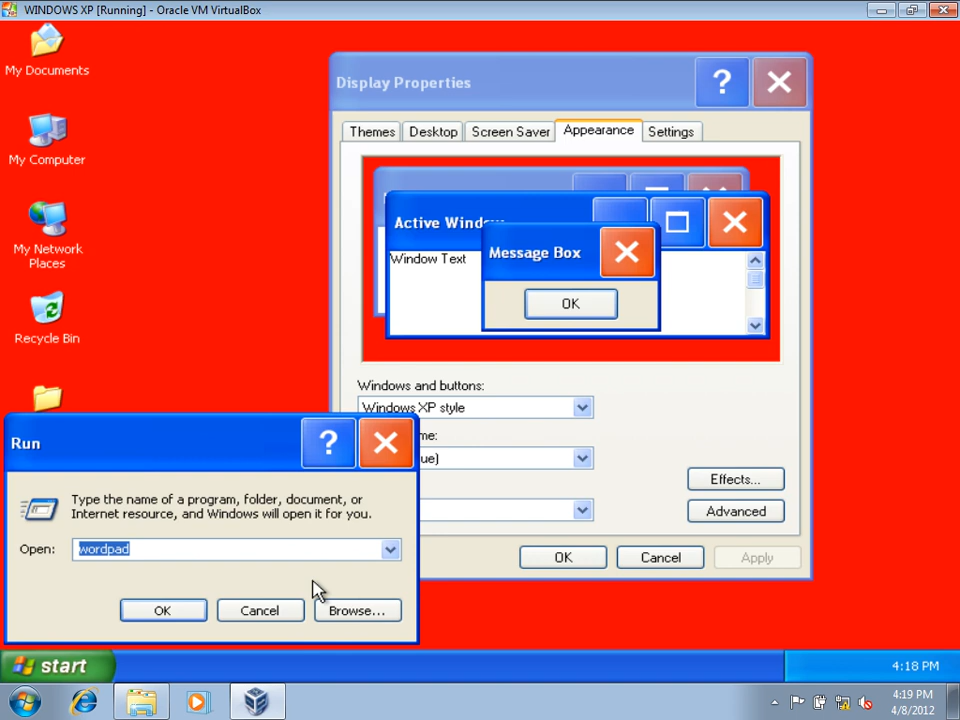 WINDOWS XP [Running] - Oracle VM VirtualBox
My Documents
My Computer
My Network
Places
Recycle Bin
Display Properties
Themes
Desktop
Screen Saver
Appearance
Settings
Active Windo
Window Text
Message Box
OK
Windows and buttons:
Windows XP style
me:
ue)
Effects...
Advanced
OK
Cancel
Apply
Run
Type the name of a program, folder, document, or
Internet resource, and Windows will open it for you.
Open:
wordpad
OK
Cancel
Browse...
start
4:18 PM
4:19 PM
4/8/2012